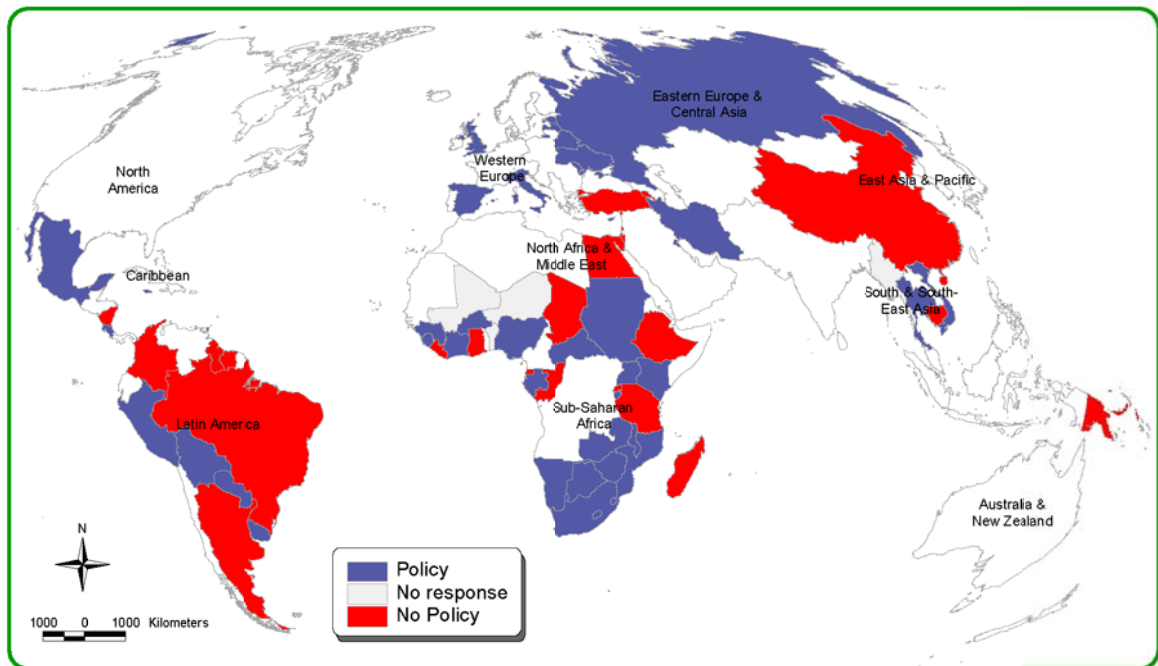 Eastern Europe &
Central Asia
North
America
Western
Europe
East Asia & Pacific
North Africa &
Middle East
Caribbean
South & South-
East Asia
Sub-Saharan
Africa
Latin America
Australia &
New Zealand
N
Policy
No response
No Policy
1000 0 1000 Kilometers